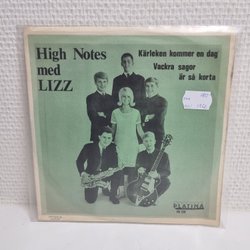 High Notes
med
LIZZ
Kärleken kommer en dag
Vackra sagor
är så korta
PLATINA